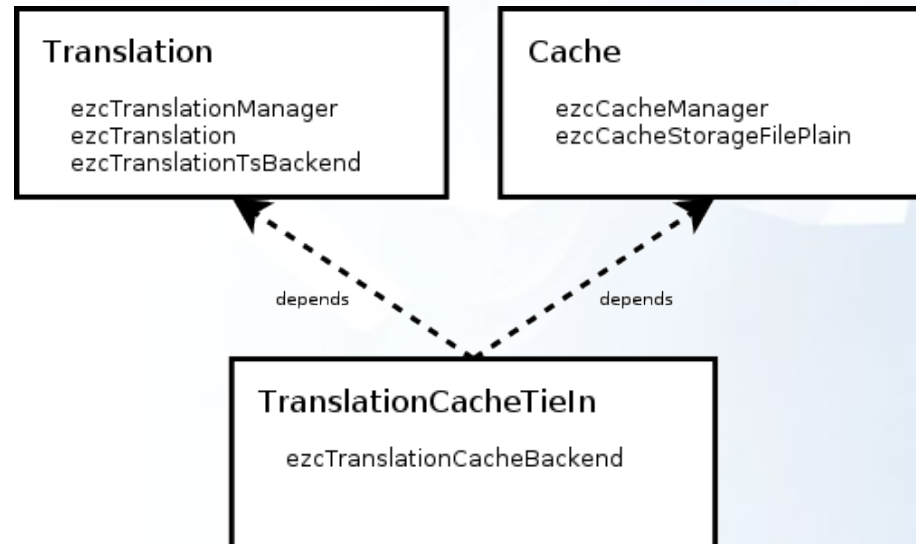 Translation
ezcTranslationManager
ezcTranslation
ezcTranslationTsBackend
Cache
ezcCacheManager
ezcCacheStorageFilePlain
depends
depends
TranslationCacheTieIn
ezcTranslationCacheBackend